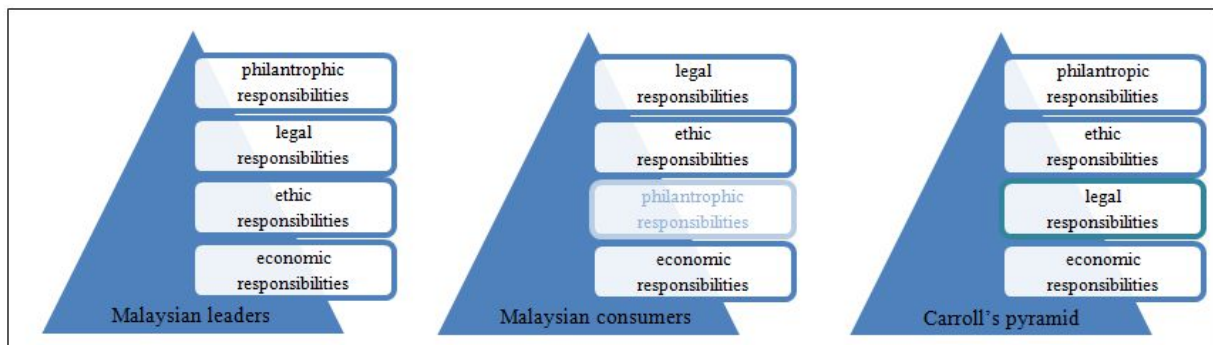 philantrophic
responsibilities
legal
responsibilities
ethic
responsibilities
economic
responsibilities
Malaysian leaders
legal
responsibilities
ethic
responsibilities
philantrophic
responsibilities
economic
responsibilities
Malaysian consumers
philantropic
responsibilities
ethic
responsibilities
legal
responsibilities
economic
responsibilities
Carroll's pyramid